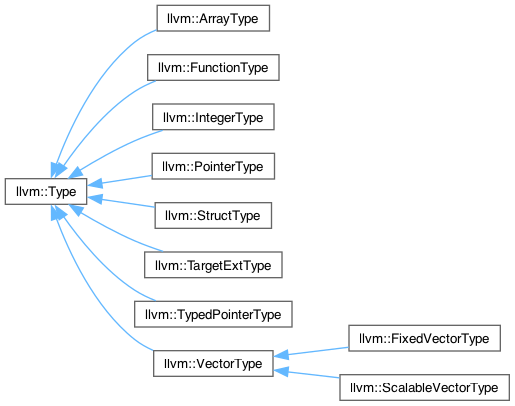 llvm::ArrayType
llvm::FunctionType
llvm::IntegerType
llvm::PointerType
llvm::Type
llvm::StructType
llvm::TargetExtType
llvm::TypedPointerType
llvm::FixedVectorType
llvm::VectorType
llvm::ScalableVectorType